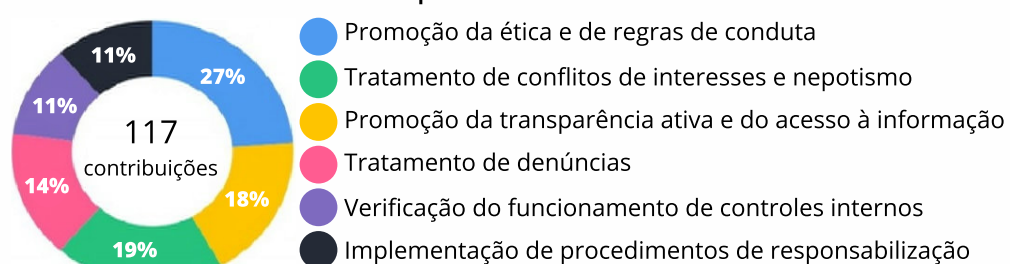 11%
27%
11%
117
contribuições
14%
18%
19%
Promoção da ética e de regras de conduta
Tratamento de conflitos de interesses e nepotismo
Promoção da transparência ativa e do acesso à informação
Tratamento de denúncias
Verificação do funcionamento de controles internos
Implementação de procedimentos de responsabilização